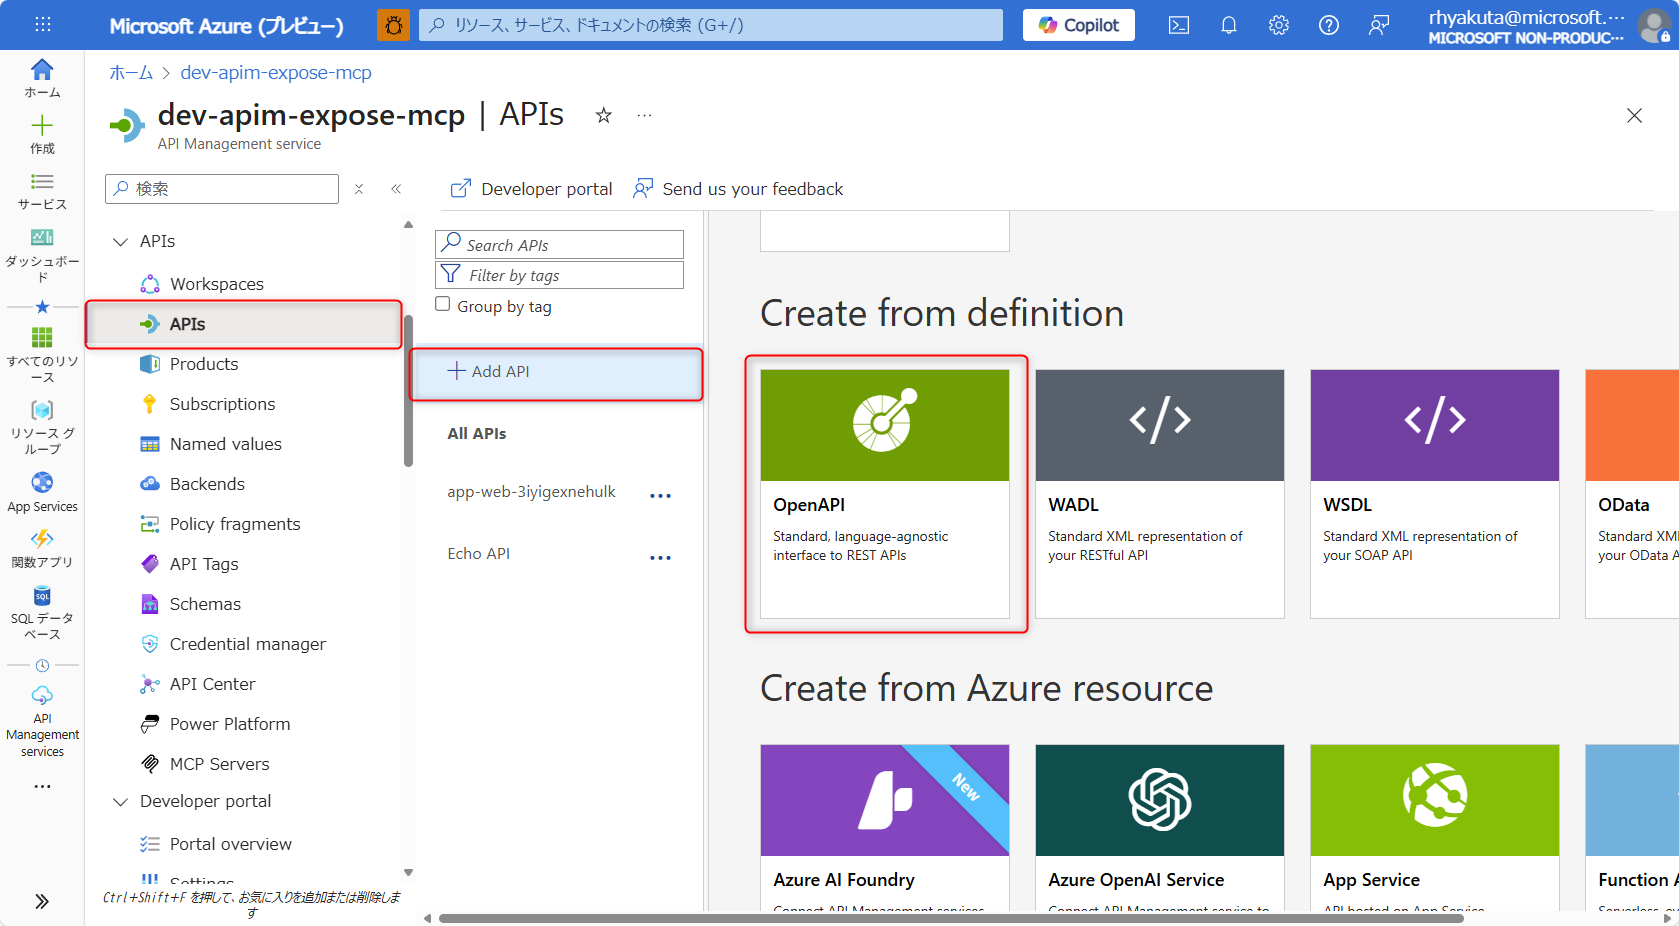 Microsoft Azure (プレビュー)
リソース、サービス、ドキュメントの検索 (G+/)
Copilot
rhyakuta@microsoft.…
MICROSOFT NON-PRODUC…
ホーム
作成
サービス
ダッシュボー
ド
すべてのリソ
ース
リソース グ
ループ
App Services
関数アプリ
SQL
SQL データ
ベース
API
Management
services
…
ホーム > dev-apim-expose-mcp
dev-apim-expose-mcp | APIs
API Management service
検索
APIs
Workspaces
APIs
Products
Subscriptions
Named values
Backends
Policy fragments
API Tags
Schemas
Credential manager
API Center
Power Platform
MCP Servers
Developer portal
Portal overview
Settings
Ctrl+Shift+F を押して、お気に入りを追加または削除しま
す
Developer portal
Send us your feedback
Search APIs
Filter by tags
Group by tag
+ Add API
All APIs
app-web-3iyigexnehulk
Echo API
Create from definition
OpenAPI
Standard, language-agnostic
interface to REST APIs
WADL
Standard XML representation of
your RESTful API
WSDL
Standard XML representation of
your SOAP API
OData
Standard XM
your OData A
Create from Azure resource
New
Azure AI Foundry
Connect API Management services
Azure OpenAI Service
Connect API Management service to
App Service
API hosted on App Service
Function A
Serverless, ev